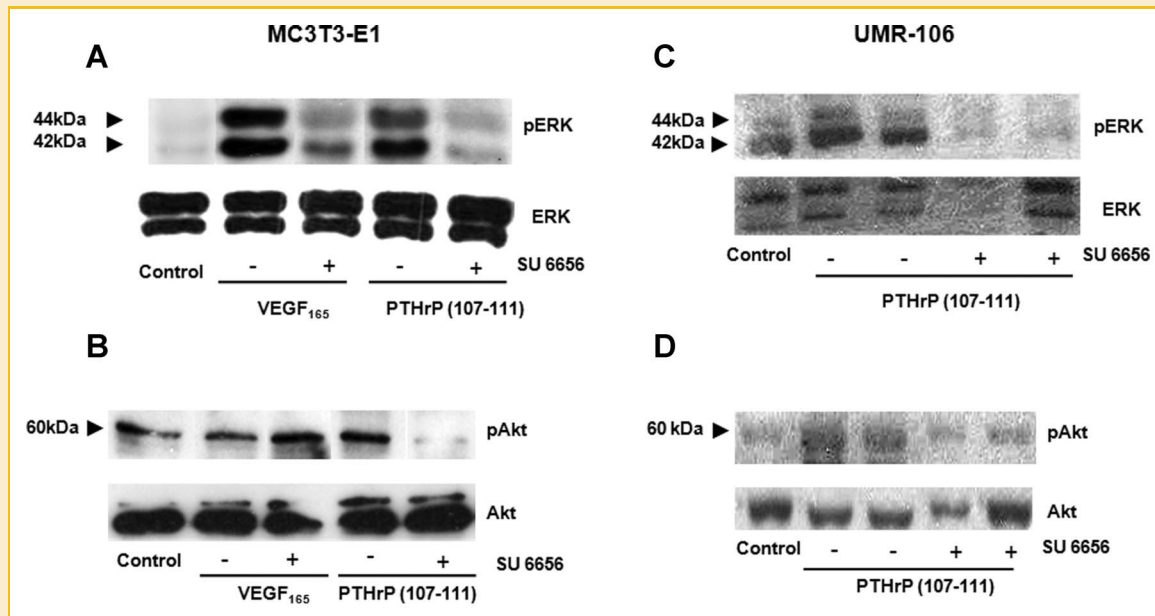 MC3T3-E1
A
44kDa
42kDa
pERK
ERK
Control - + - + SU 6656
VEGF₁₆₅ PTHrP (107-111)
B
60kDa
pAkt
Akt
Control - + - + SU 6656
VEGF₁₆₅ PTHrP (107-111)
UMR-106
C
44kDa
42kDa
pERK
ERK
Control - - + + SU 6656
PTHrP (107-111)
D
60 kDa
pAkt
Akt
Control - - + + SU 6656
PTHrP (107-111)